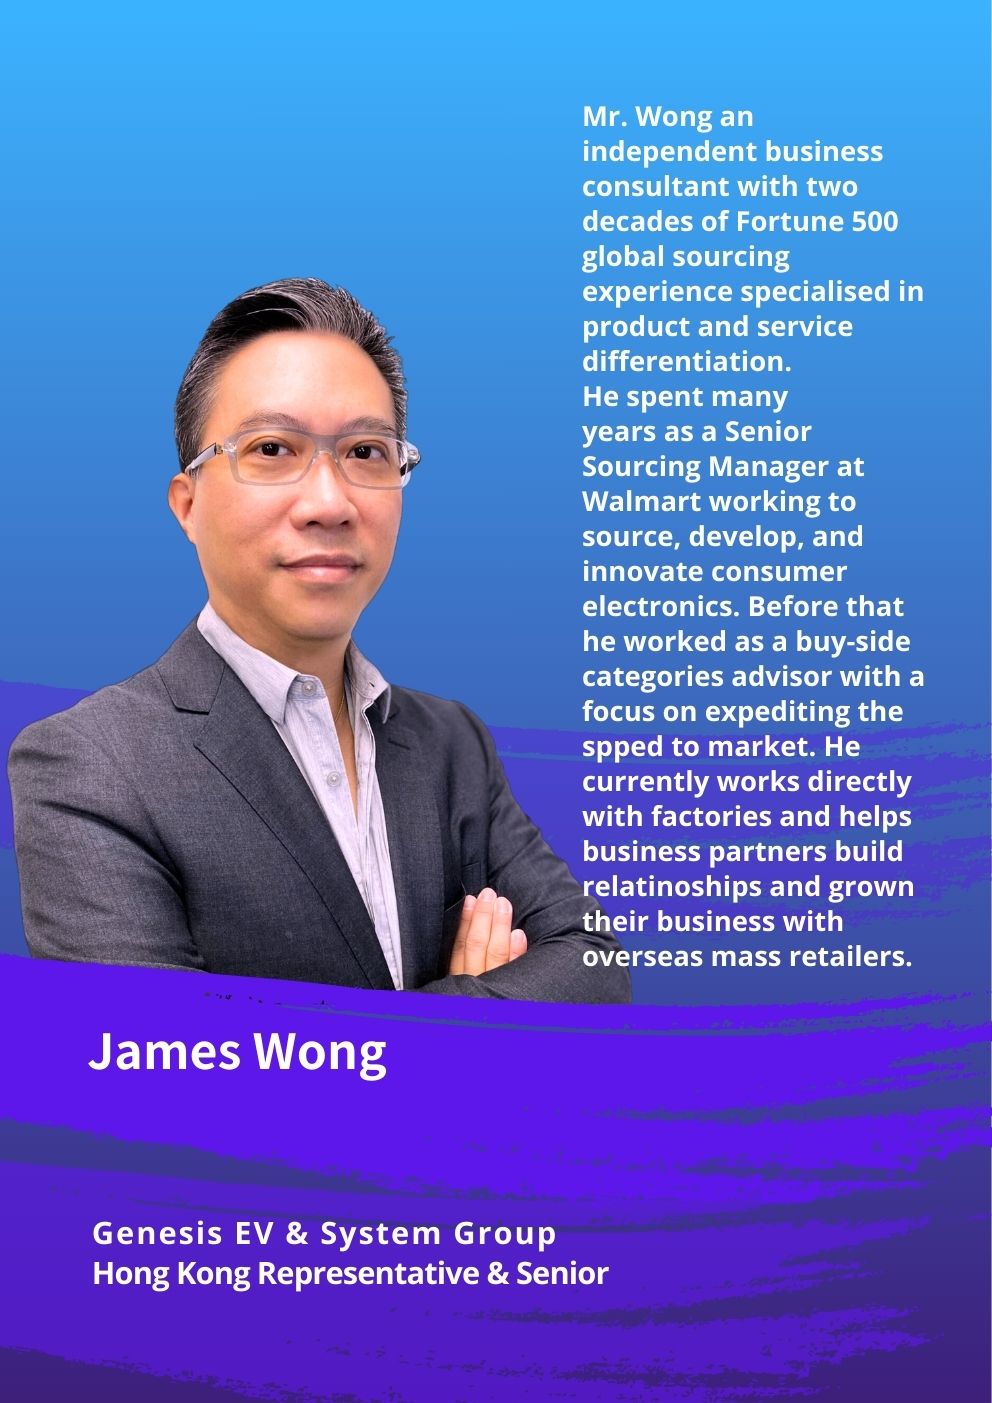 Mr. Wong an
independent business
consultant with two
decades of Fortune 500
global sourcing
experience specialised in
product and service
differentiation.
He spent many
years as a Senior
Sourcing Manager at
Walmart working to
source, develop, and
innovate consumer
electronics. Before that
he worked as a buy-side
categories advisor with a
focus on expediting the
spped to market. He
currently works directly
with factories and helps
business partners build
relatinoships and grown
their business with
overseas mass retailers.
James Wong
Genesis EV & System Group
Hong Kong Representative & Senior